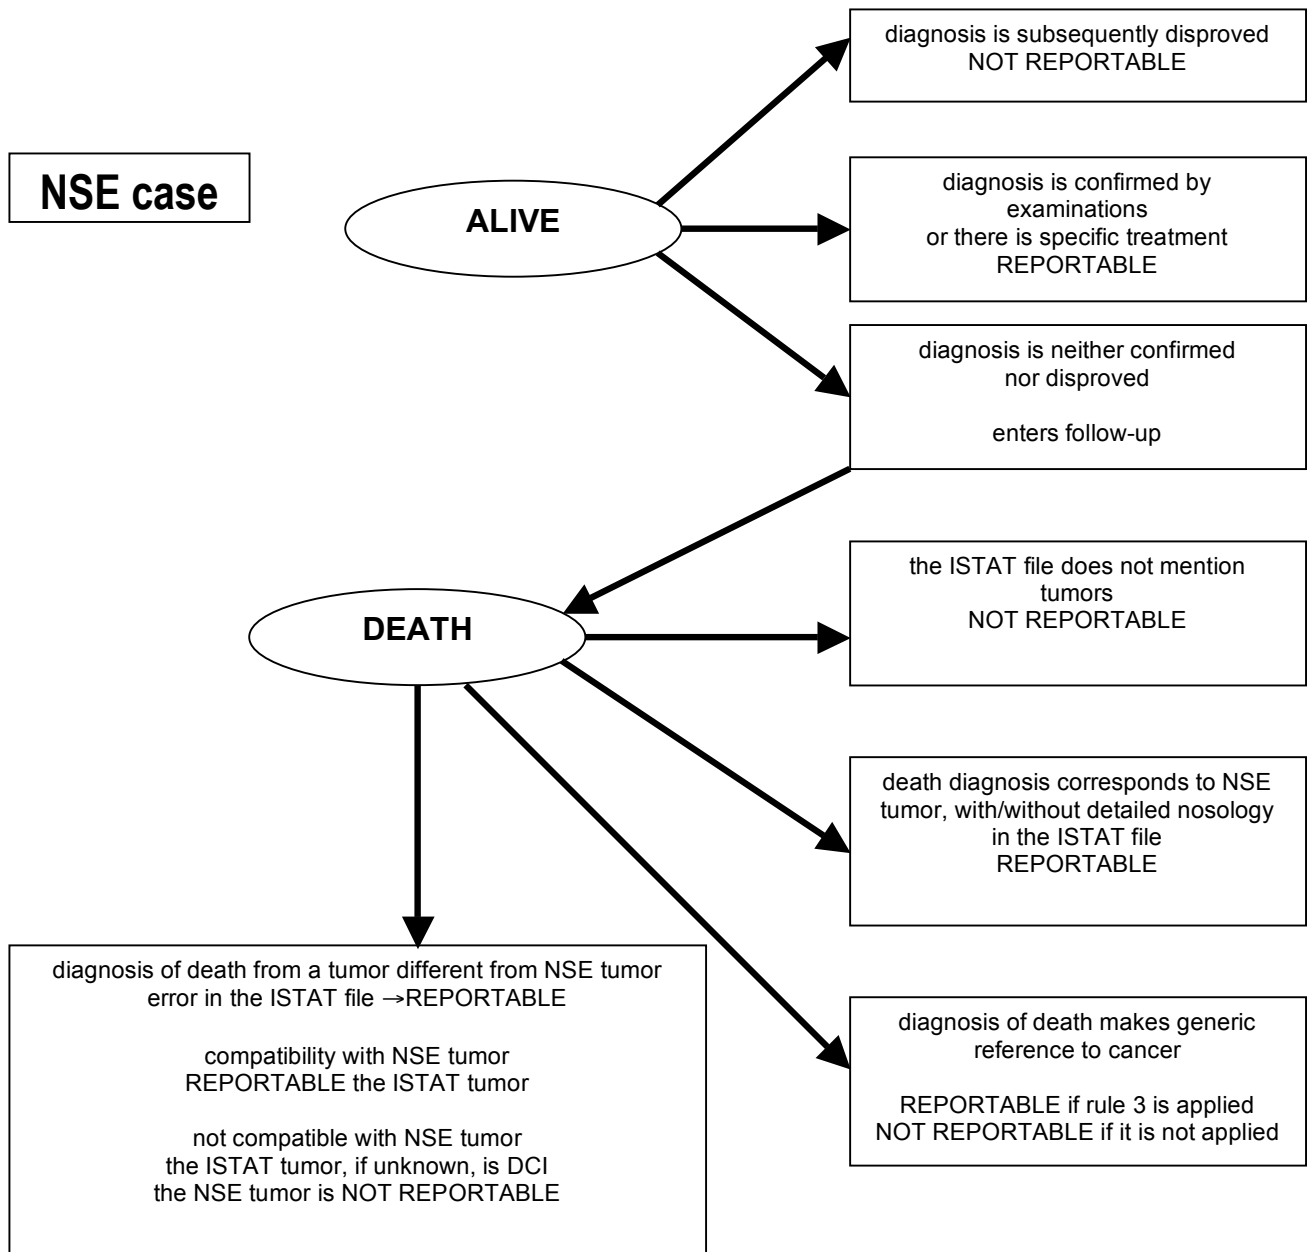 diagnosis is subsequently disproved
NOT REPORTABLE
NSE case
ALIVE
diagnosis is confirmed by
examinations
or there is specific treatment
REPORTABLE
diagnosis is neither confirmed
nor disproved
enters follow-up
the ISTAT file does not mention
tumors
NOT REPORTABLE
DEATH
death diagnosis corresponds to NSE
tumor, with/without detailed nosology
in the ISTAT file
REPORTABLE
diagnosis of death from a tumor different from NSE tumor
error in the ISTAT file →REPORTABLE
compatibility with NSE tumor
REPORTABLE the ISTAT tumor
not compatible with NSE tumor
the ISTAT tumor, if unknown, is DCI
the NSE tumor is NOT REPORTABLE
diagnosis of death makes generic
reference to cancer
REPORTABLE if rule 3 is applied
NOT REPORTABLE if it is not applied